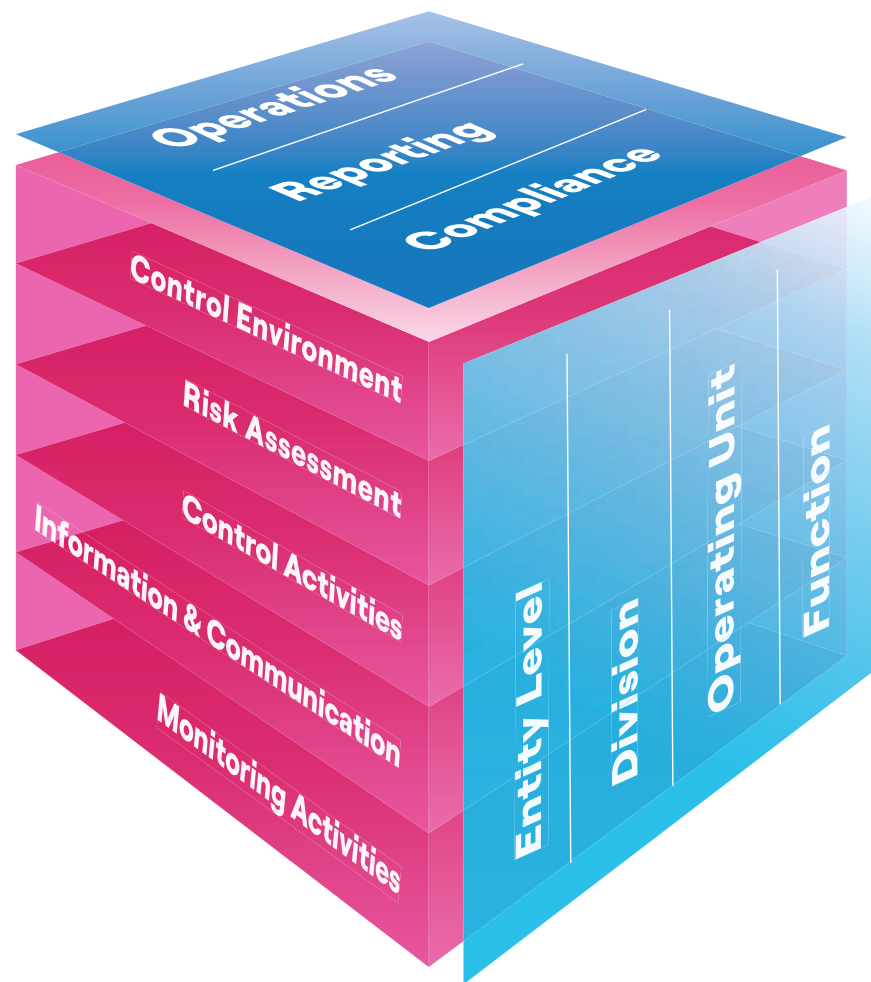 Operations
Reporting
Compliance
Control Environment
Risk Assessment
Control Activities
Information & Communication
Monitoring Activities
Entity Level
Division
Operating Unit
Function